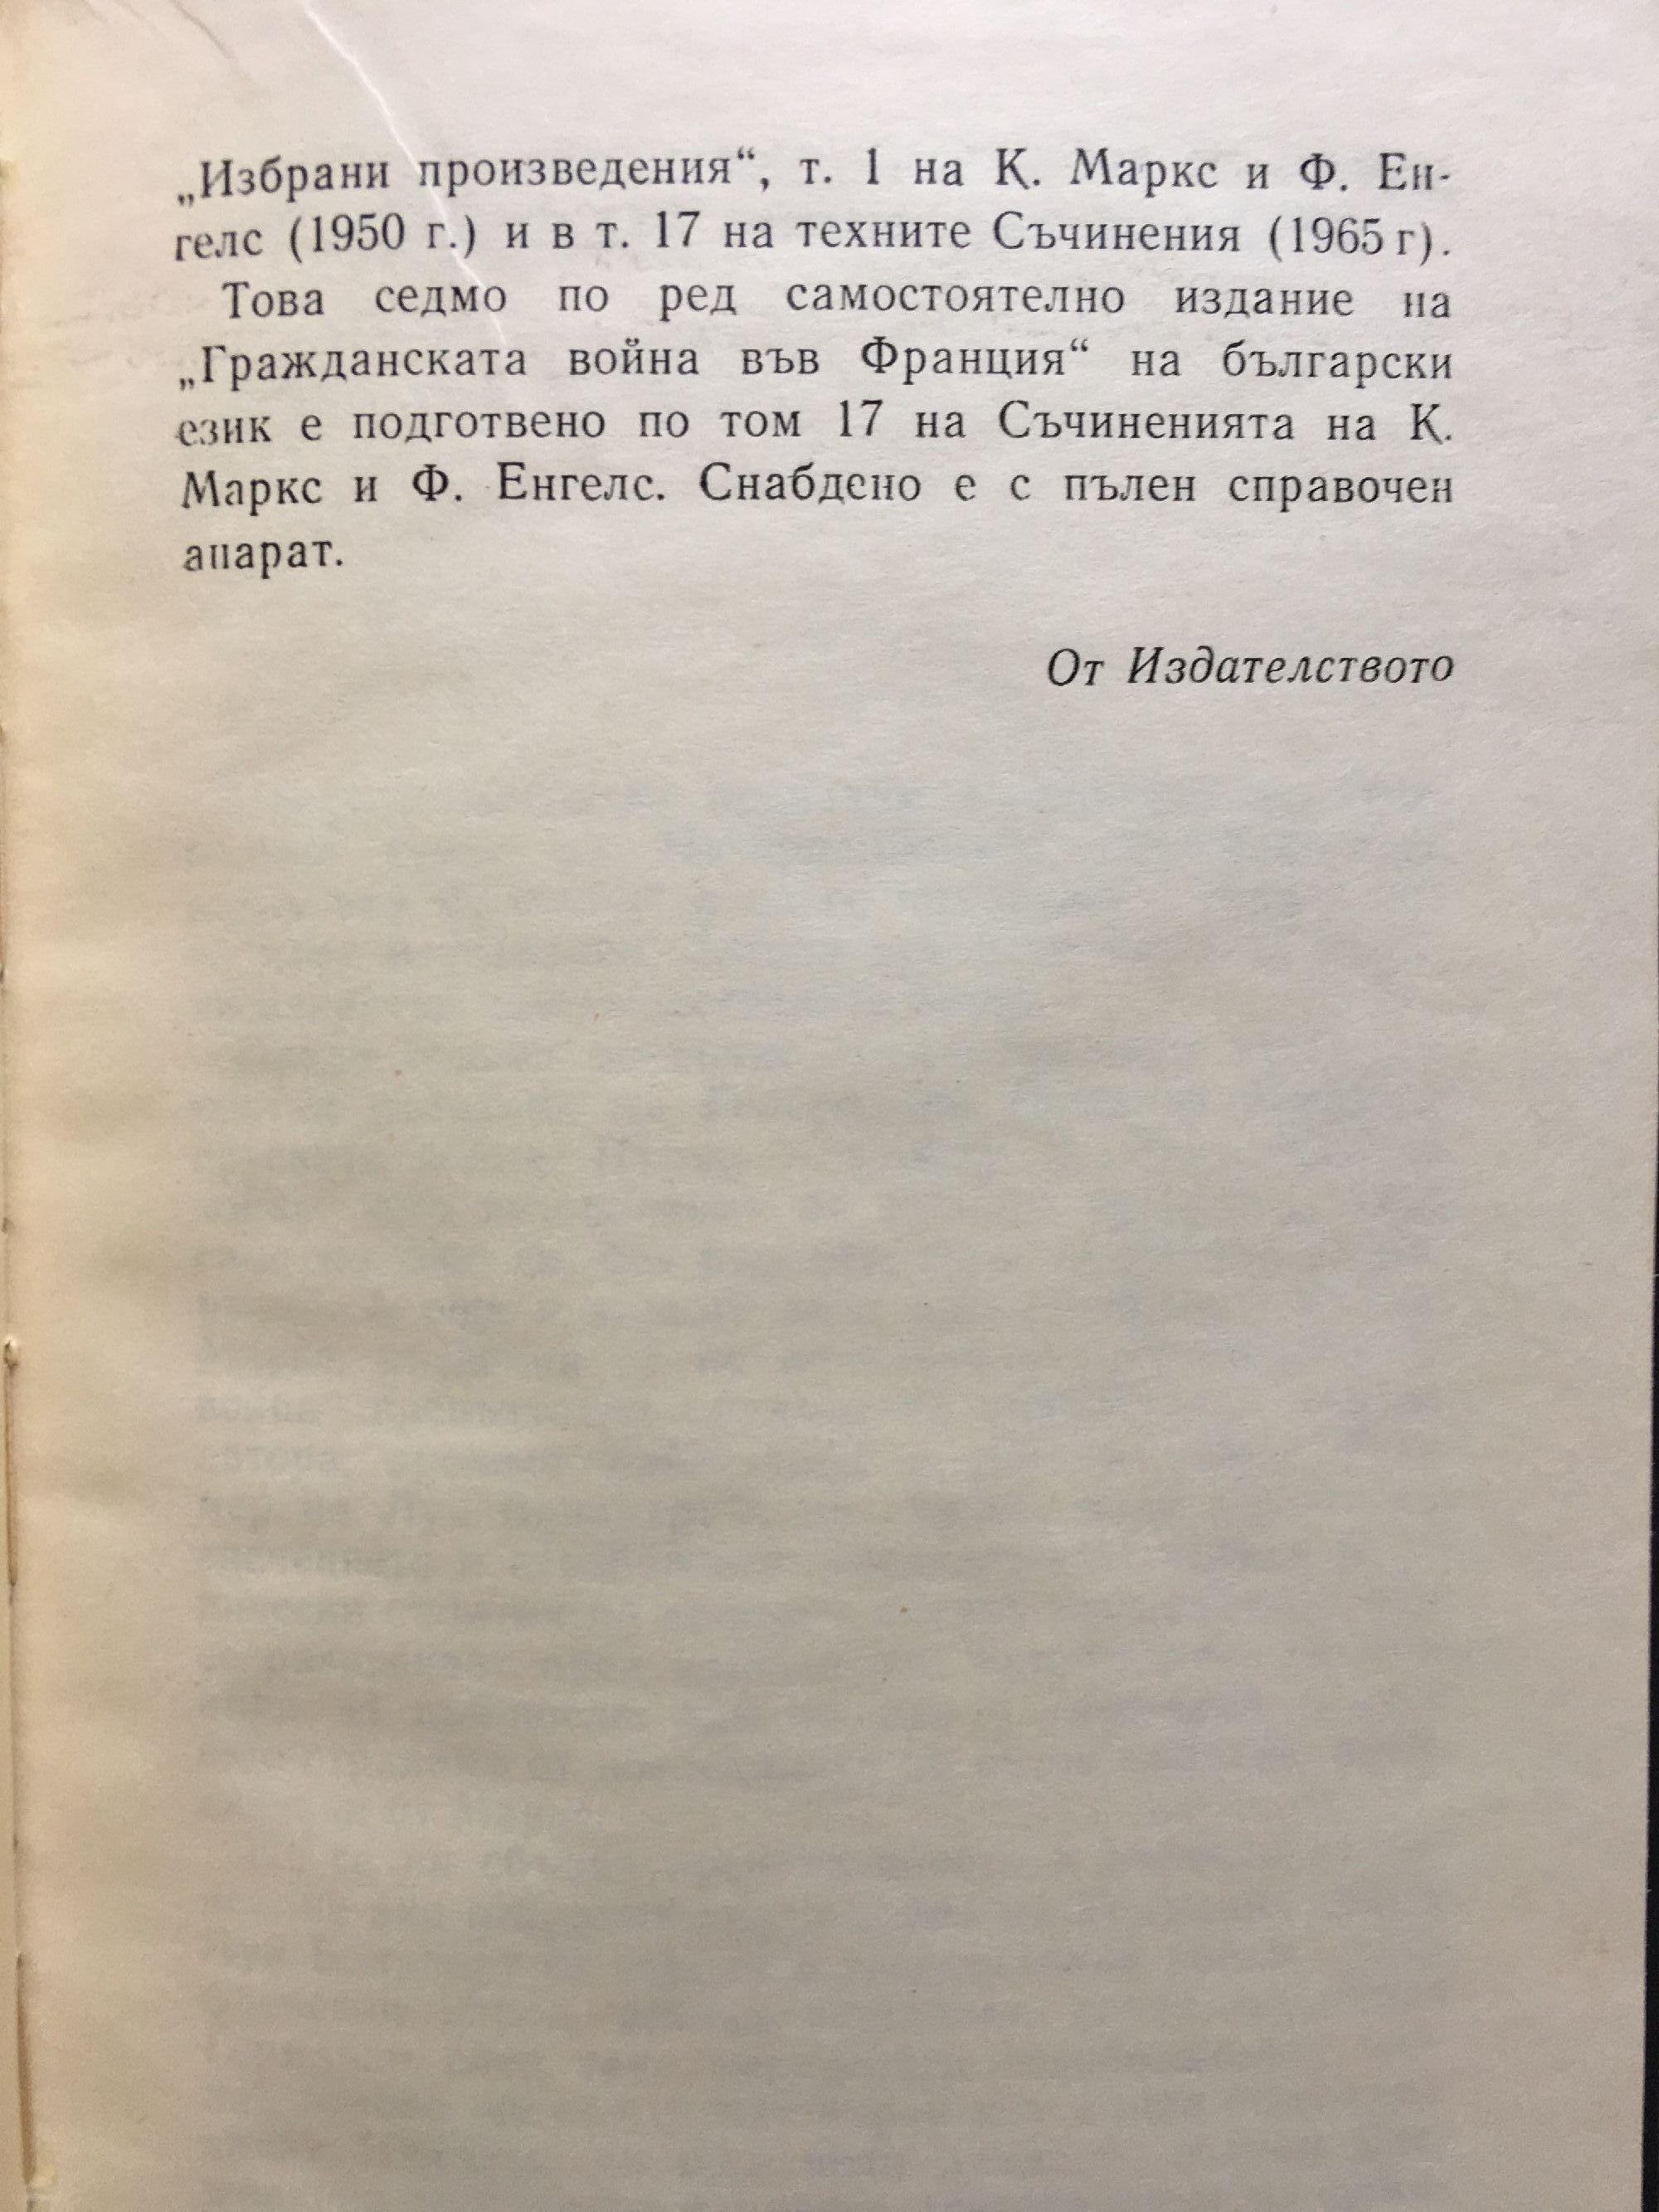 „Избрани произведения“, т. 1 на К. Маркс и Ф. Ен-
гелс (1950 г.) и в т. 17 на техните Съчинения (1965 г).
Това седмо по ред самостоятелно издание на
„Гражданската война във Франция“ на български
език е подготвено по том 17 на Съчиненията на К.
Маркс и Ф. Енгелс. Снабдено е с пълен справочен
апарат.
От Издателството